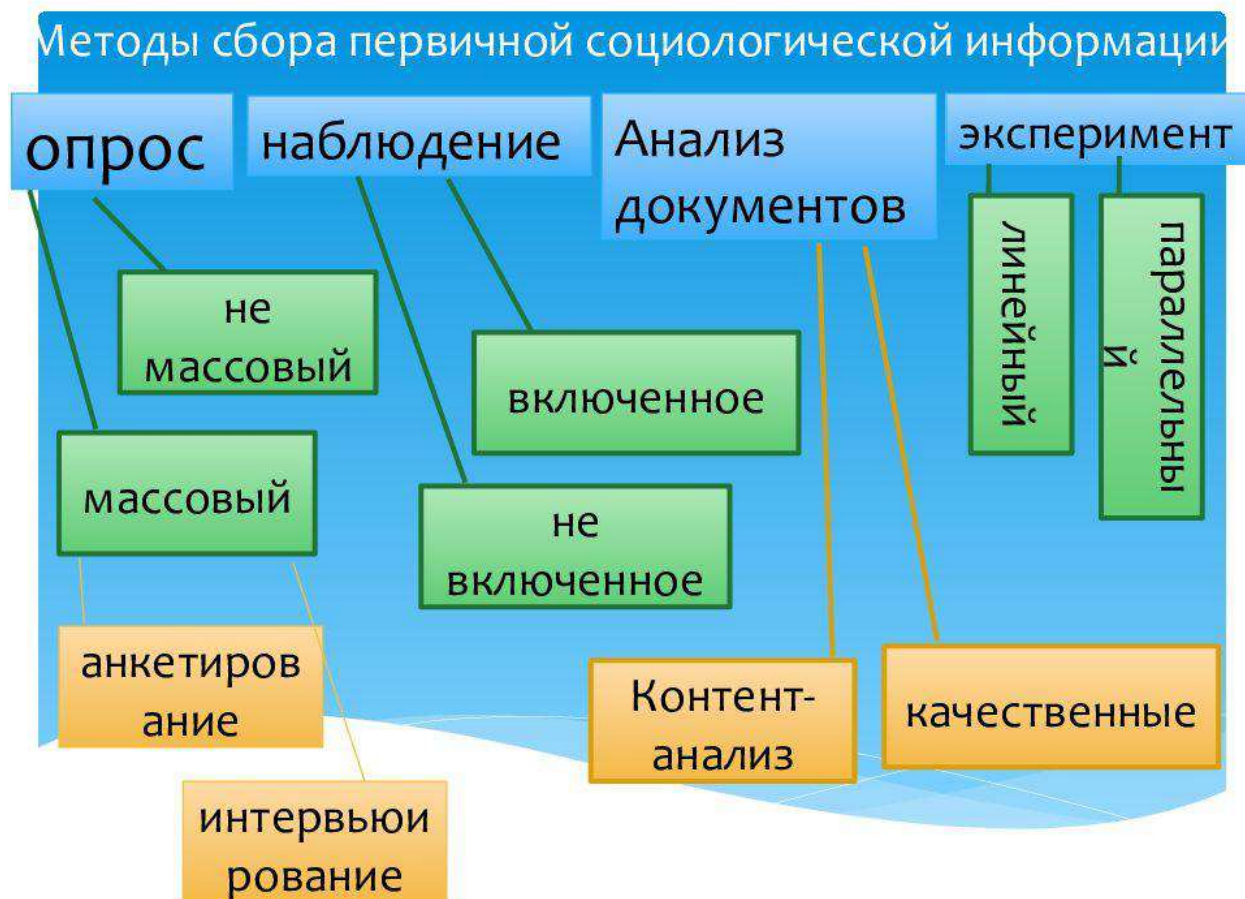 Методы сбора первичной социологической информации
опрос
наблюдение
Анализ
документов
эксперимент
линейный
параллельны
й
не
массовый
включенное
массовый
не
включенное
анкетиров
ание
Контент-
анализ
качественные
интервьюи
рование